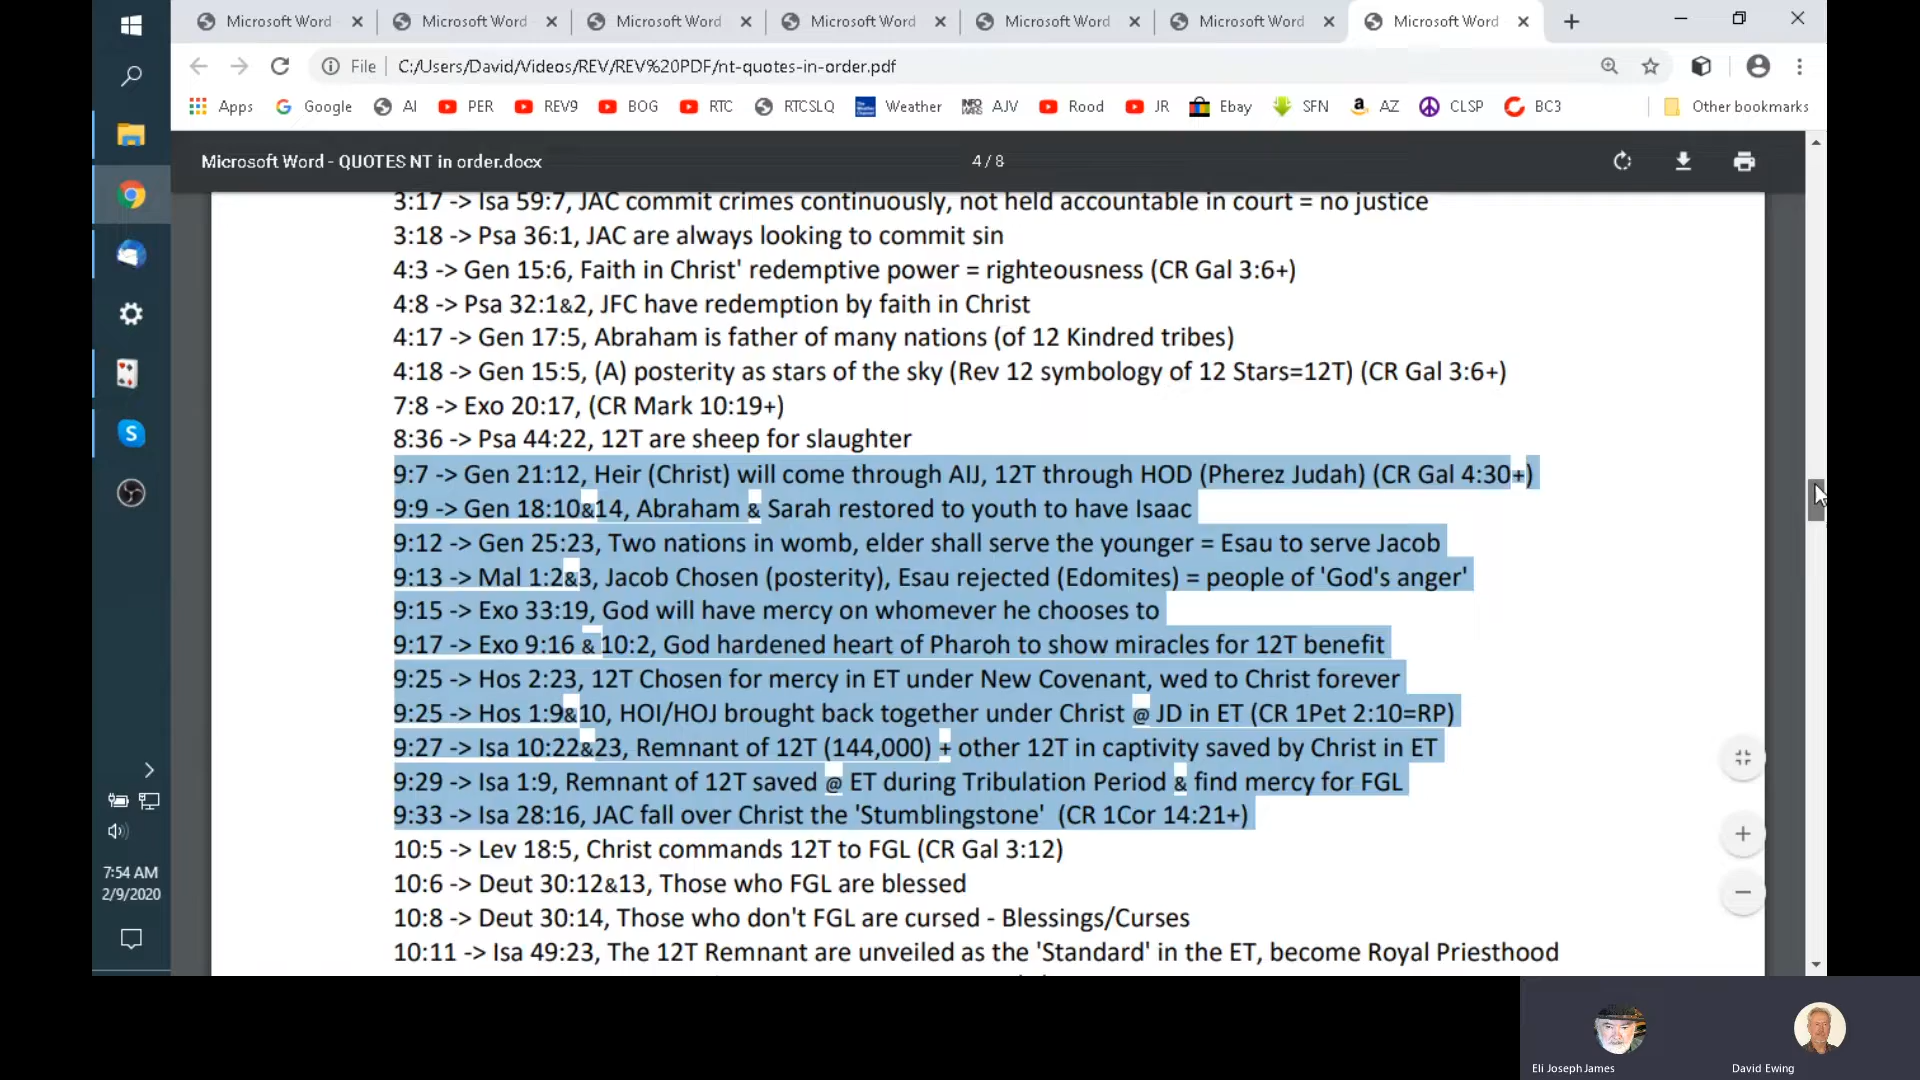 Microsoft Word - Microsoft Word - Microsoft Word Microsoft Word Microsoft Word Microsoft Word Microsoft Word
File C:/Users/David/Videos/REV/REV%20PDF/nt-quotes-in-order.pdf
Apps Google AI PER REV9 BOG RTC RTCSLQ Weather AJV Rood JR Ebay SFN AZ CLSP BC3 Other bookmarks
Microsoft Word - QUOTES NT in order.docx 4 / 8
3:17 -> Isa 59:7, JAC commit crimes continuously, not held accountable in court = no justice
3:18 -> Psa 36:1, JAC are always looking to commit sin
4:3 -> Gen 15:6, Faith in Christ' redemptive power = righteousness (CR Gal 3:6+)
4:8 -> Psa 32:1&2, JFC have redemption by faith in Christ
4:17 -> Gen 17:5, Abraham is father of many nations (of 12 Kindred tribes)
4:18 -> Gen 15:5, (A) posterity as stars of the sky (Rev 12 symbology of 12 Stars=12T) (CR Gal 3:6+)
7:8 -> Exo 20:17, (CR Mark 10:19+)
8:36 -> Psa 44:22, 12T are sheep for slaughter
9:7 -> Gen 21:12, Heir (Christ) will come through AIJ, 12T through HOD (Pherez Judah) (CR Gal 4:30+)
9:9 -> Gen 18:10&14, Abraham & Sarah restored to youth to have Isaac
9:12 -> Gen 25:23, Two nations in womb, elder shall serve the younger = Esau to serve Jacob
9:13 -> Mal 1:2&3, Jacob Chosen (posterity), Esau rejected (Edomites) = people of 'God's anger'
9:15 -> Exo 33:19, God will have mercy on whomever he chooses to
9:17 -> Exo 9:16 & 10:2, God hardened heart of Pharoh to show miracles for 12T benefit
9:25 -> Hos 2:23, 12T Chosen for mercy in ET under New Covenant, wed to Christ forever
9:25 -> Hos 1:9&10, HOI/HOJ brought back together under Christ @ JD in ET (CR 1Pet 2:10=RP)
9:27 -> Isa 10:22&23, Remnant of 12T (144,000) + other 12T in captivity saved by Christ in ET
9:29 -> Isa 1:9, Remnant of 12T saved @ ET during Tribulation Period & find mercy for FGL
9:33 -> Isa 28:16, JAC fall over Christ the 'Stumblingstone' (CR 1Cor 14:21+)
10:5 -> Lev 18:5, Christ commands 12T to FGL (CR Gal 3:12)
10:6 -> Deut 30:12&13, Those who FGL are blessed
10:8 -> Deut 30:14, Those who don't FGL are cursed - Blessings/Curses
10:11 -> Isa 49:23, The 12T Remnant are unveiled as the 'Standard' in the ET, become Royal Priesthood
7:54 AM
2/9/2020
Eli Joseph James David Ewing